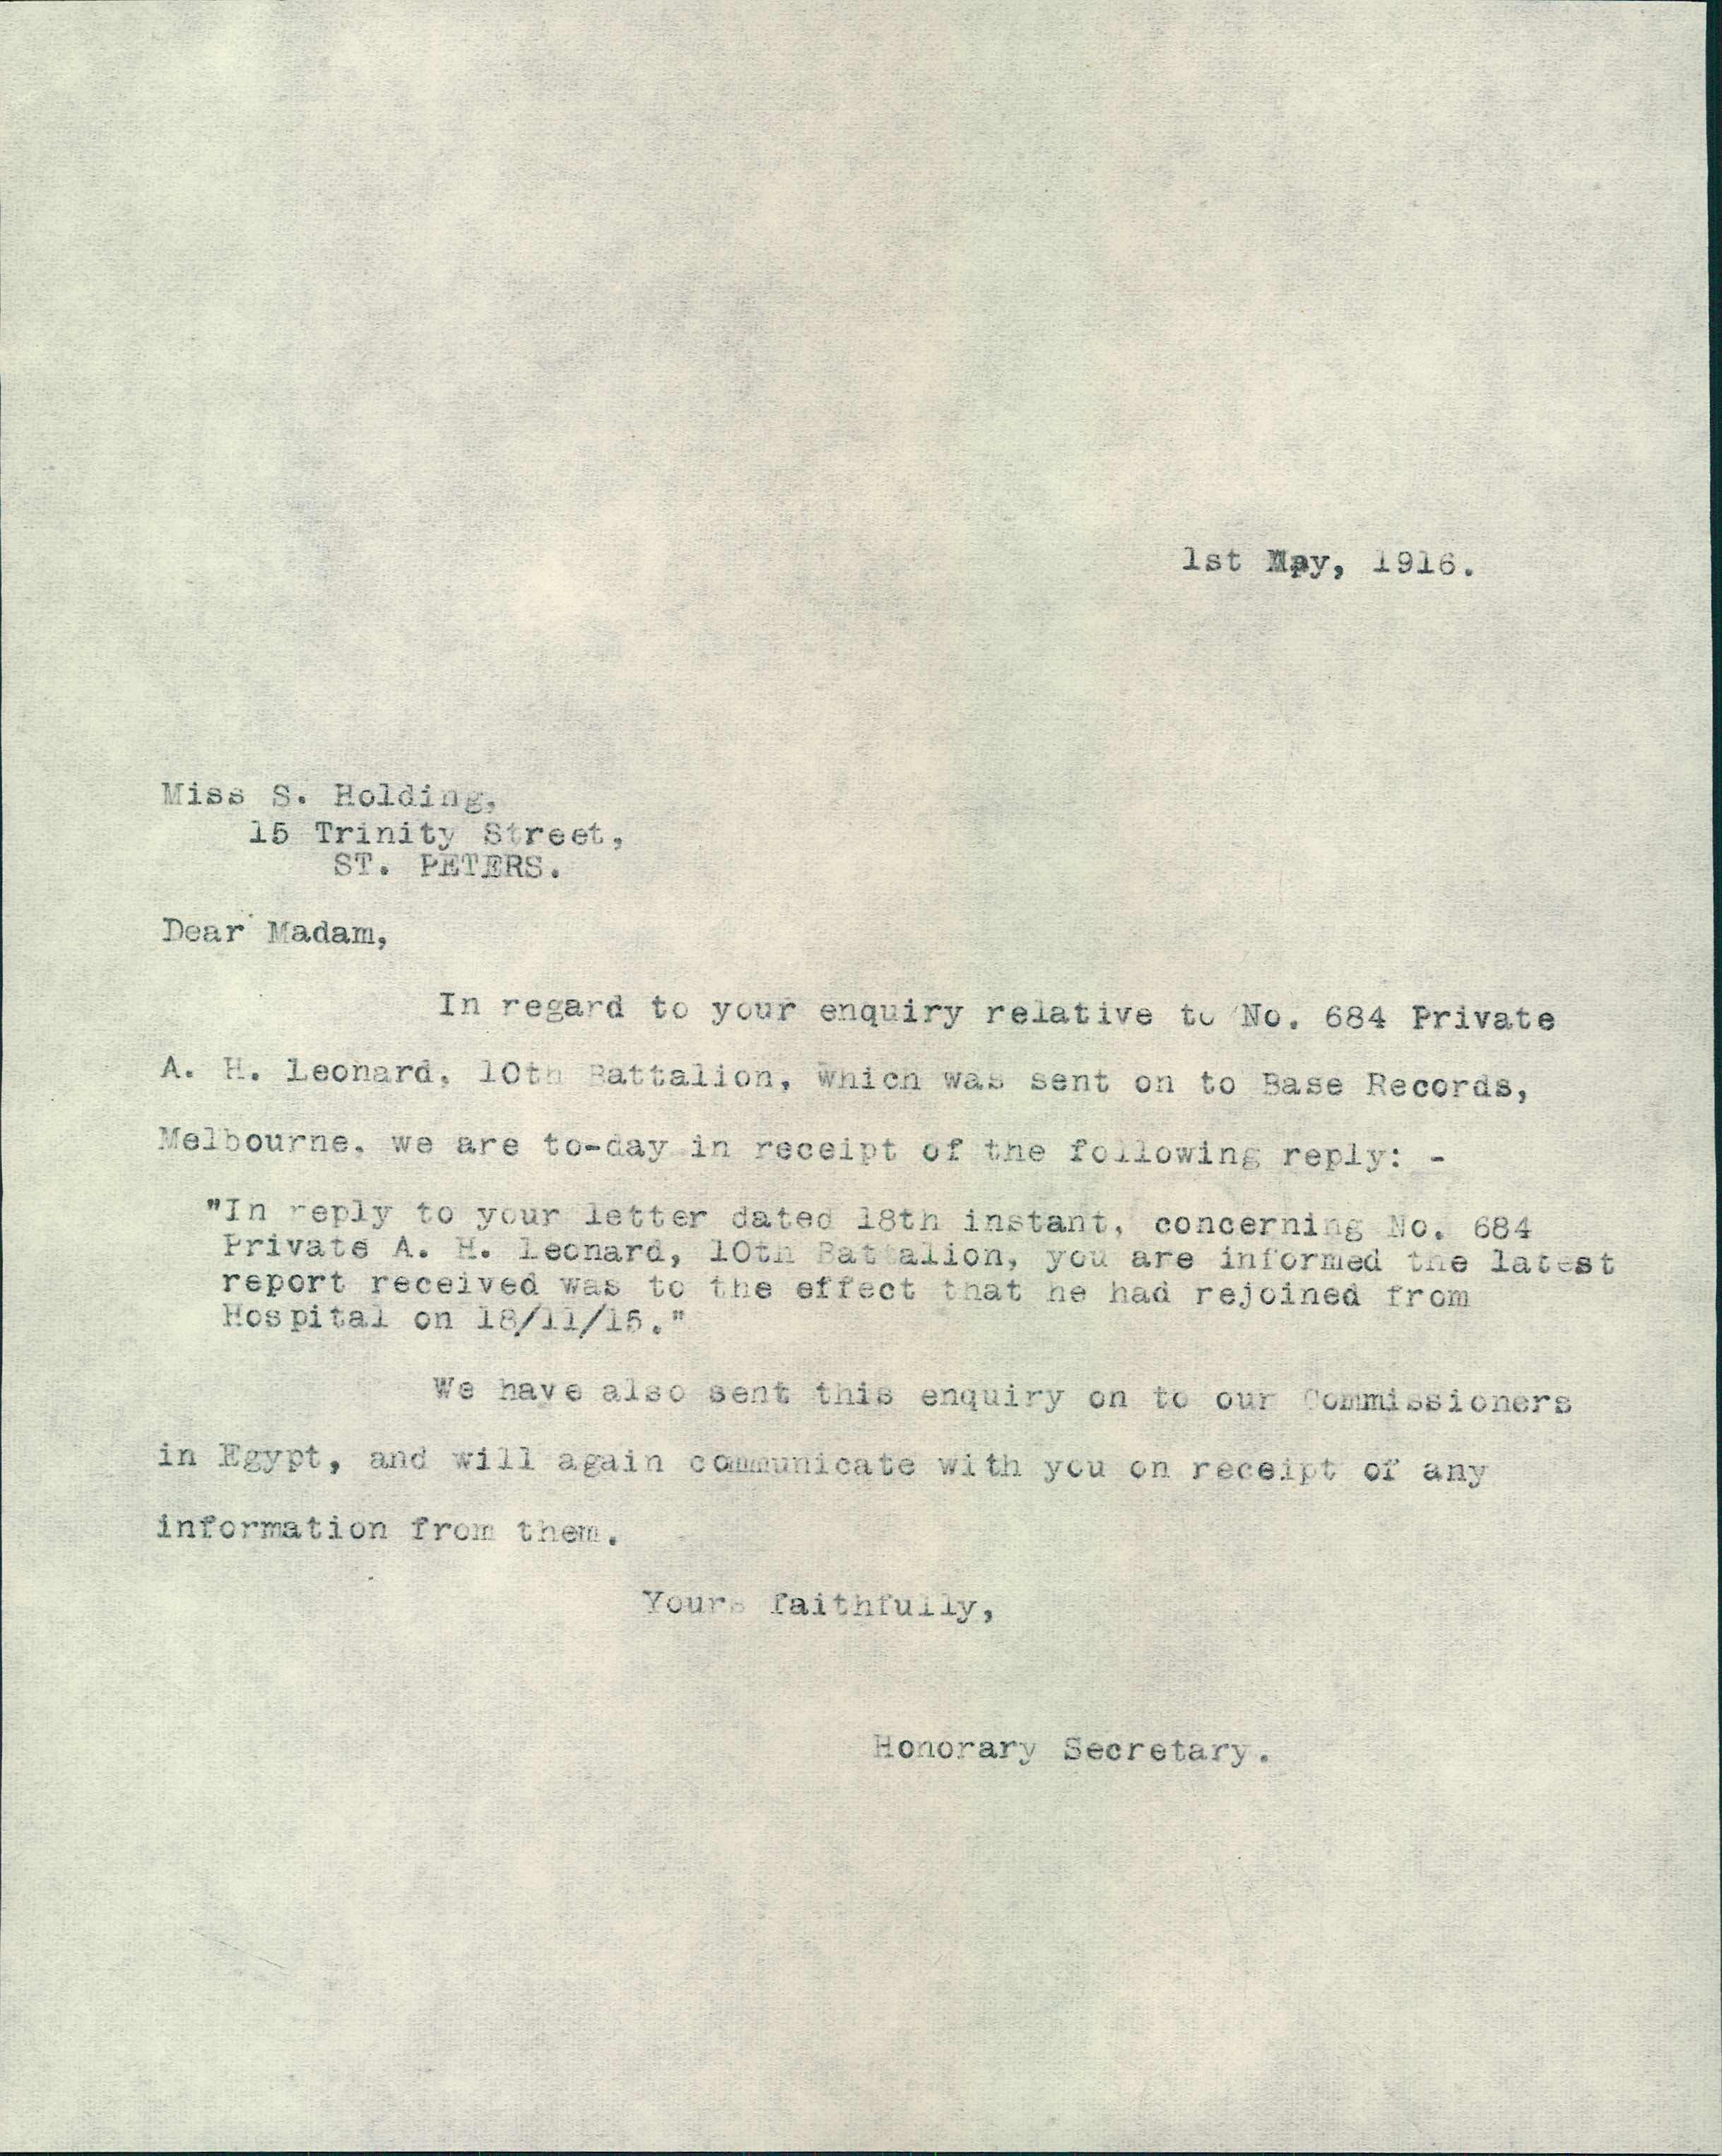 1st May, 1916.
Miss S. Holding,
15 Trinity Street,
ST. PETERS.
Dear Madam,
In regard to your enquiry relative to No. 684 Private
A. H. Leonard, 10th Battalion, which was sent on to Base Records,
Melbourne, we are to-day in receipt of the following reply: -
"In reply to your letter dated 18th instant, concerning No. 684
Private A. H. Leonard, 10th Battalion, you are informed the latest
report received was to the effect that he had rejoined from
Hospital on 18/11/15."
We have also sent this enquiry on to our Commissioners
in Egypt, and will again communicate with you on receipt of any
information from them.
Yours faithfully,
Honorary Secretary.